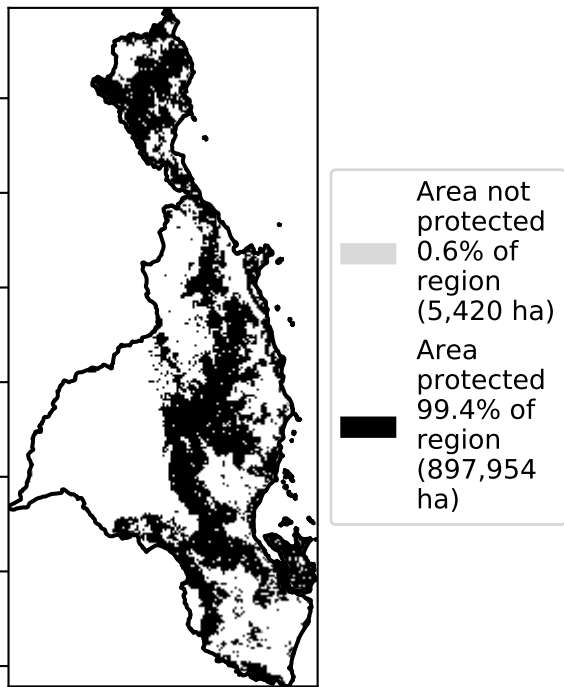 Area not
protected
0.6% of
region
(5,420 ha)
Area
protected
99.4% of
region
(897,954
ha)